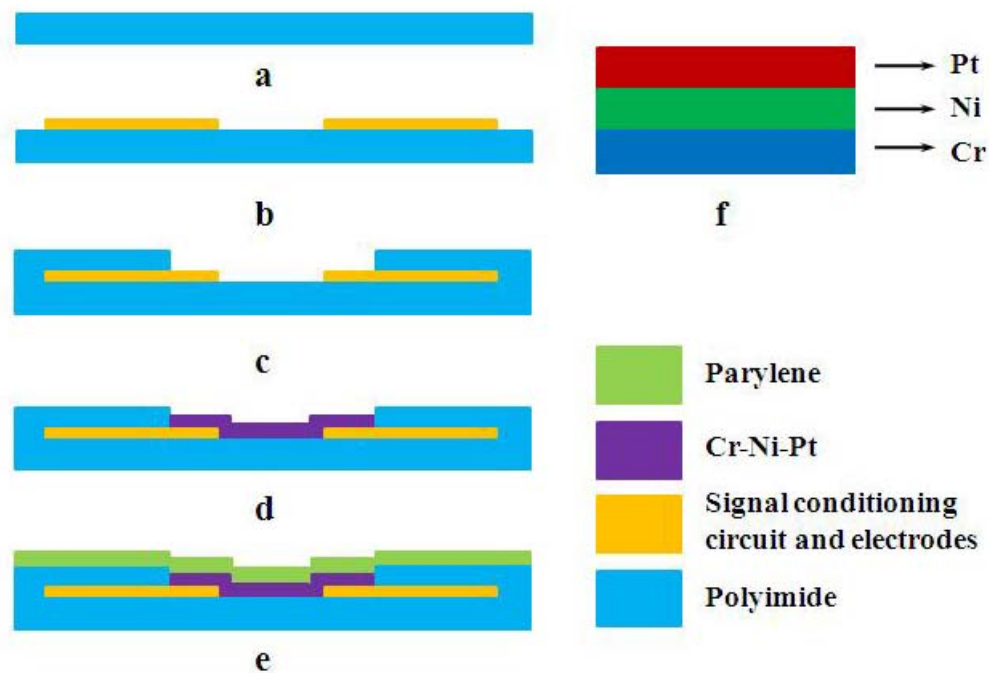 a
b
c
d
e
Pt
Ni
Cr
f
Parylene
Cr-Ni-Pt
Signal conditioning
circuit and electrodes
Polyimide